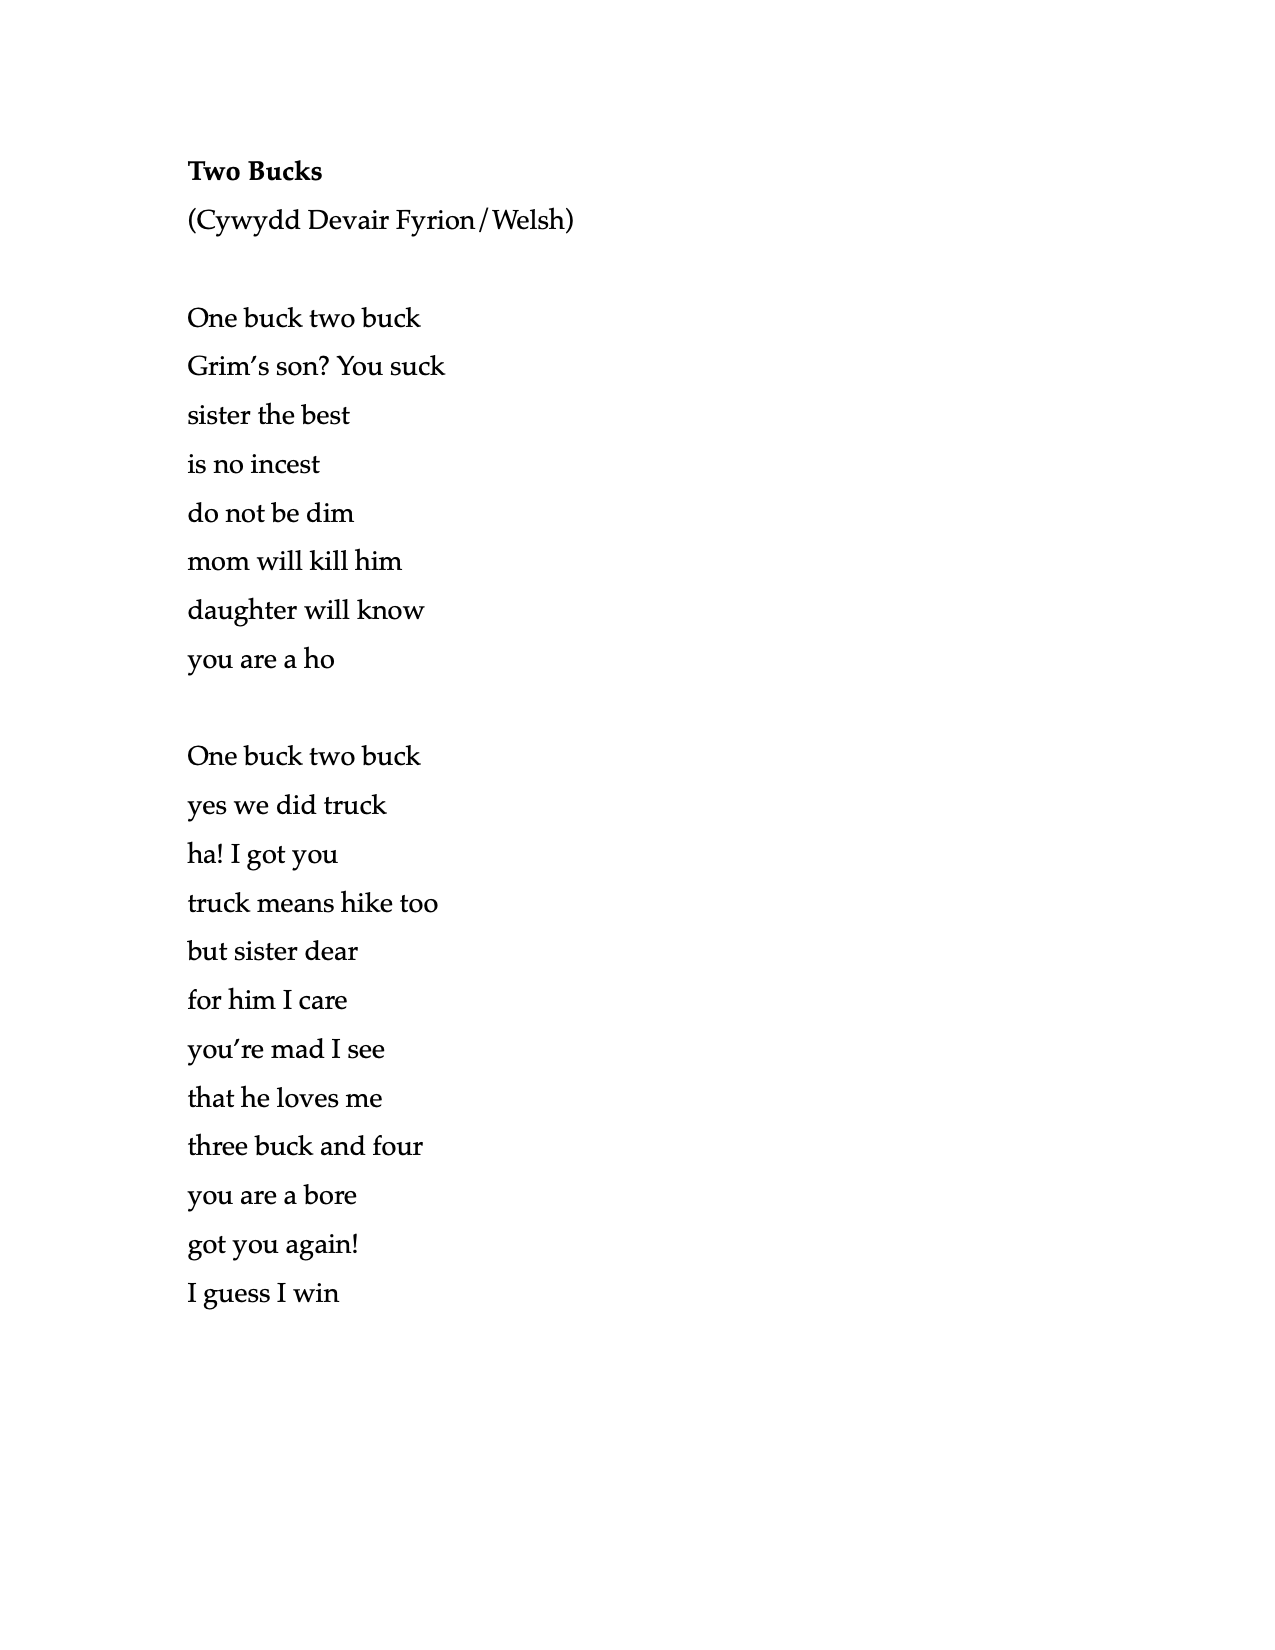 Two Bucks
(Cywydd Devair Fyrion/Welsh)
One buck two buck
Grim’s son? You suck
sister the best
is no incest
do not be dim
mom will kill him
daughter will know
you are a ho
One buck two buck
yes we did truck
ha! I got you
truck means hike too
but sister dear
for him I care
you’re mad I see
that he loves me
three buck and four
you are a bore
got you again!
I guess I win